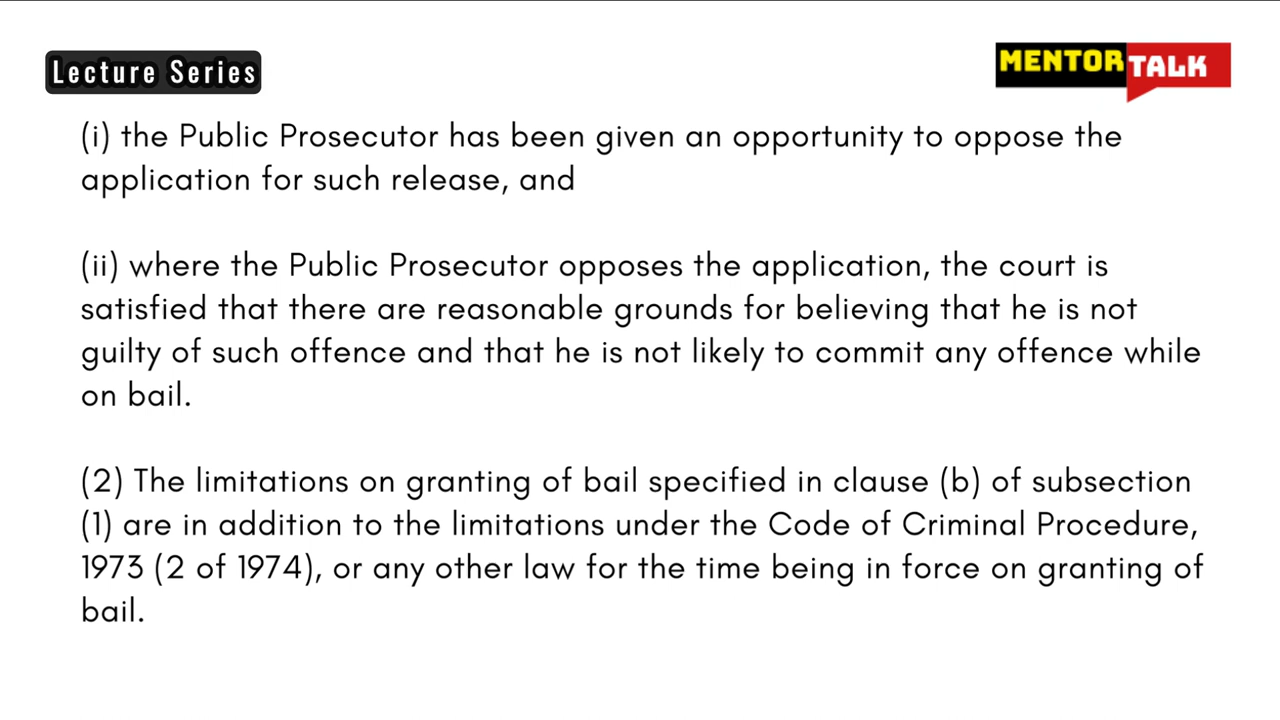 Lecture Series
MENTOR TALK
(i) the Public Prosecutor has been given an opportunity to oppose the
application for such release, and
(ii) where the Public Prosecutor opposes the application, the court is
satisfied that there are reasonable grounds for believing that he is not
guilty of such offence and that he is not likely to commit any offence while
on bail.
(2) The limitations on granting of bail specified in clause (b) of subsection
(1) are in addition to the limitations under the Code of Criminal Procedure,
1973 (2 of 1974), or any other law for the time being in force on granting of
bail.